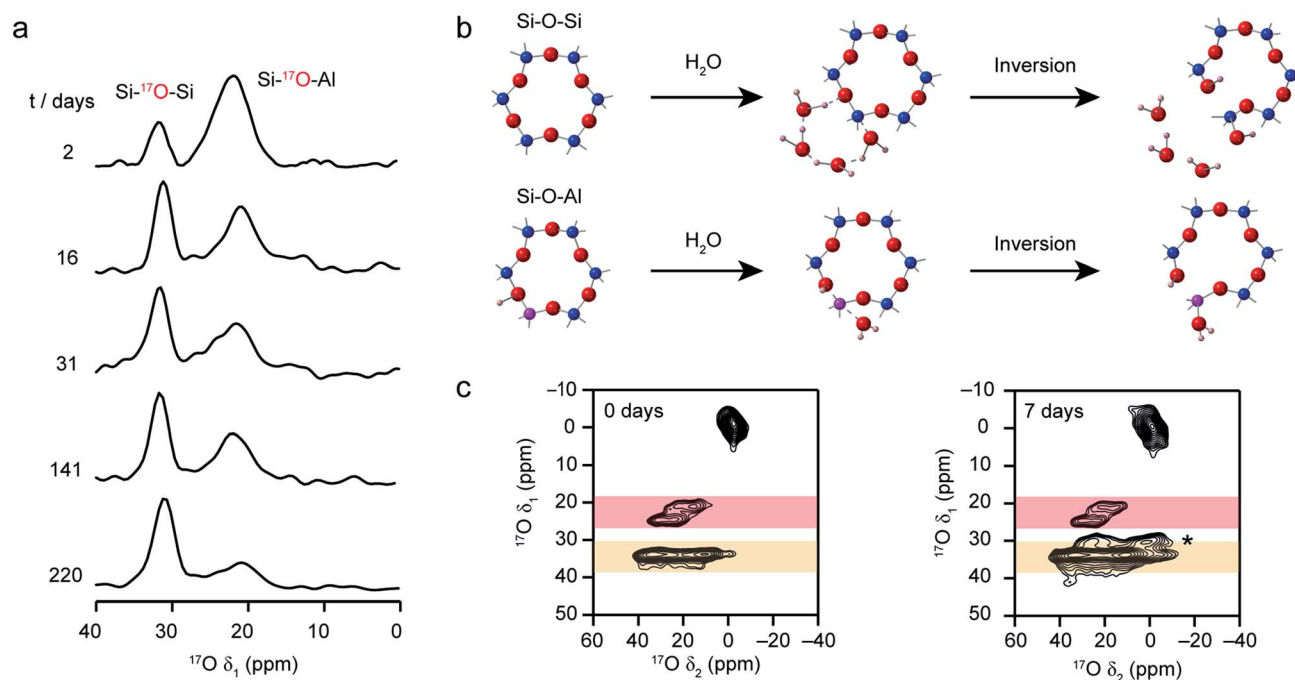 a
t / days
Si-¹⁷O-Si
Si-¹⁷O-Al
2
16
31
141
220
40 30 20 10 0
¹⁷O δ₁ (ppm)
b
Si-O-Si
H₂O
Inversion
Si-O-Al
H₂O
Inversion
c
0 days
–10
0
10
20
30
40
50
¹⁷O δ₁ (ppm)
60 40 20 0 –20 –40
¹⁷O δ₂ (ppm)
7 days
*
–10
0
10
20
30
40
50
¹⁷O δ₁ (ppm)
60 40 20 0 –20 –40
¹⁷O δ₂ (ppm)